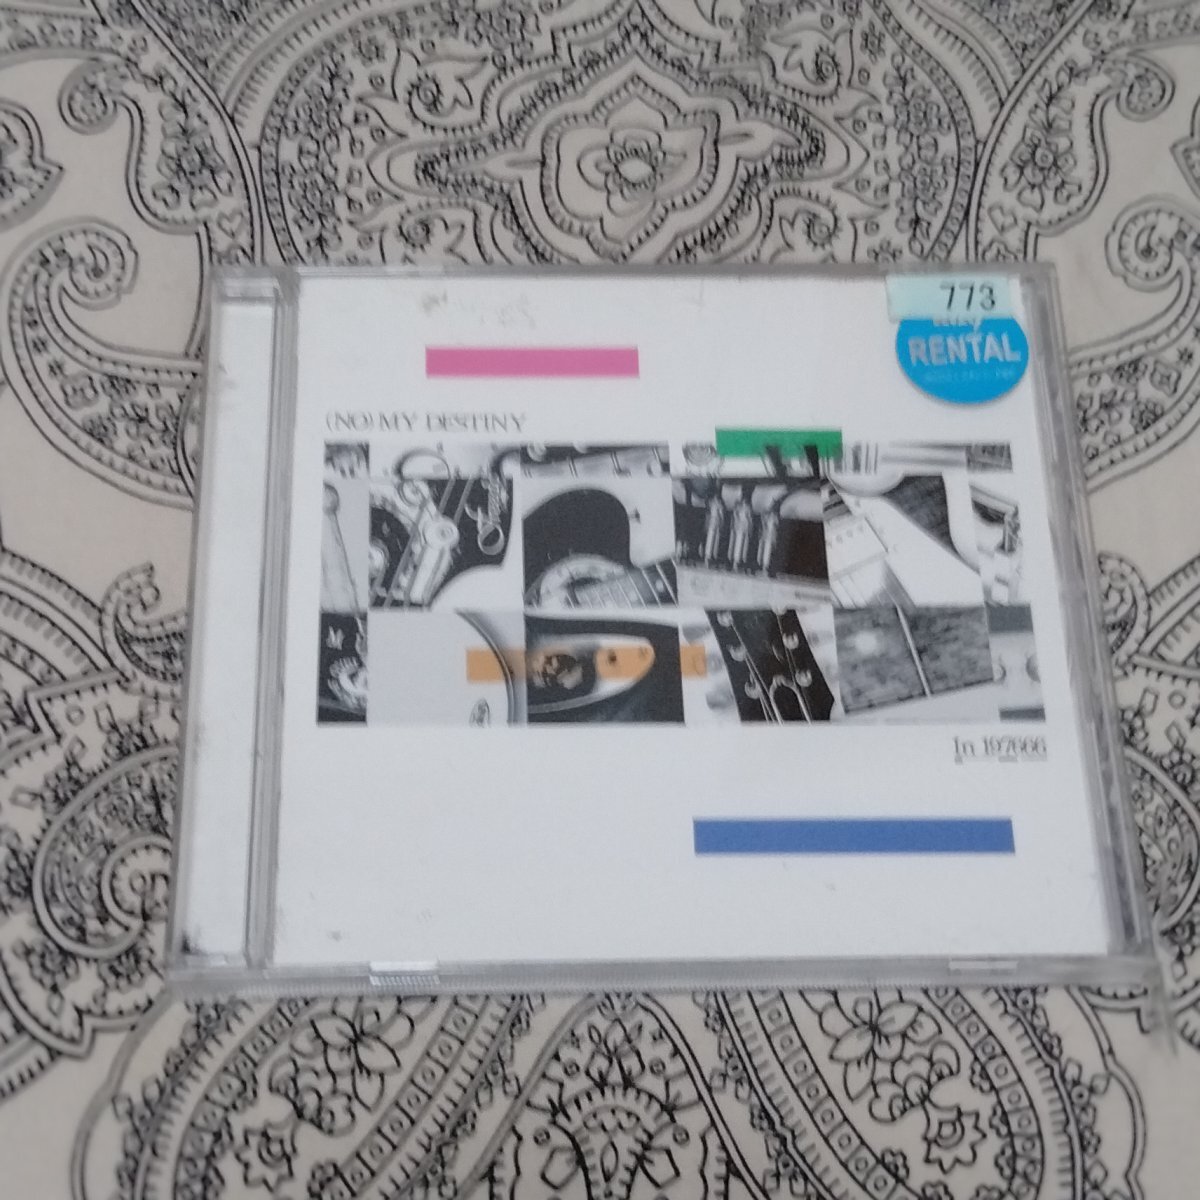 773
RENTAL
(NO) MY DESTINY
In 197666